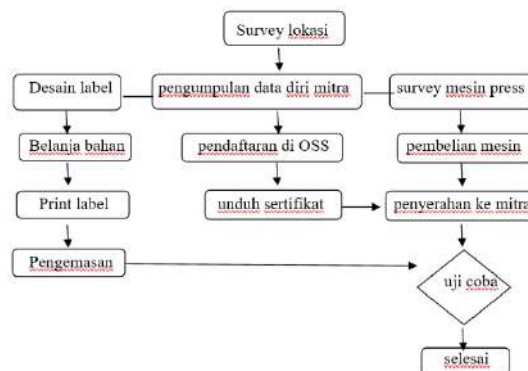 Survey lokasi
Desain label
pengumpulan data diri mitra
survey mesin press
Belanja bahan
pendaftaran di OSS
pembelian mesin
Print label
unduh sertifikat
penyerahan ke mitra
Pengemasan
uji coba
selesai